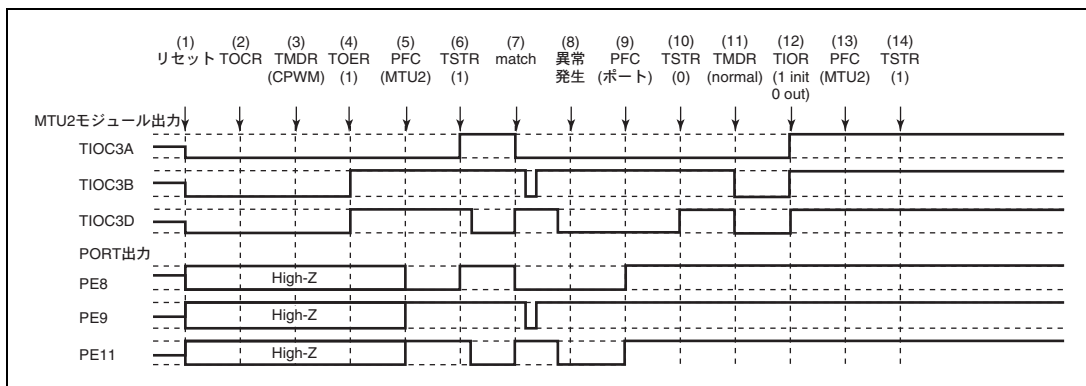 (1) (2) (3) (4) (5) (6) (7) (8) (9) (10) (11) (12) (13) (14)
リセット TOCR TMDR TOER PFC TSTR match 異常 PFC TSTR TMDR TIOR PFC TSTR
(CPWM) (1) (MTU2) (1) 発生 (ポート) (0) (normal) (1 init (MTU2) (1)
0 out)
MTU2モジュール出力
TIOC3A
TIOC3B
TIOC3D
PORT出力
PE8 High-Z
PE9 High-Z
PE11 High-Z